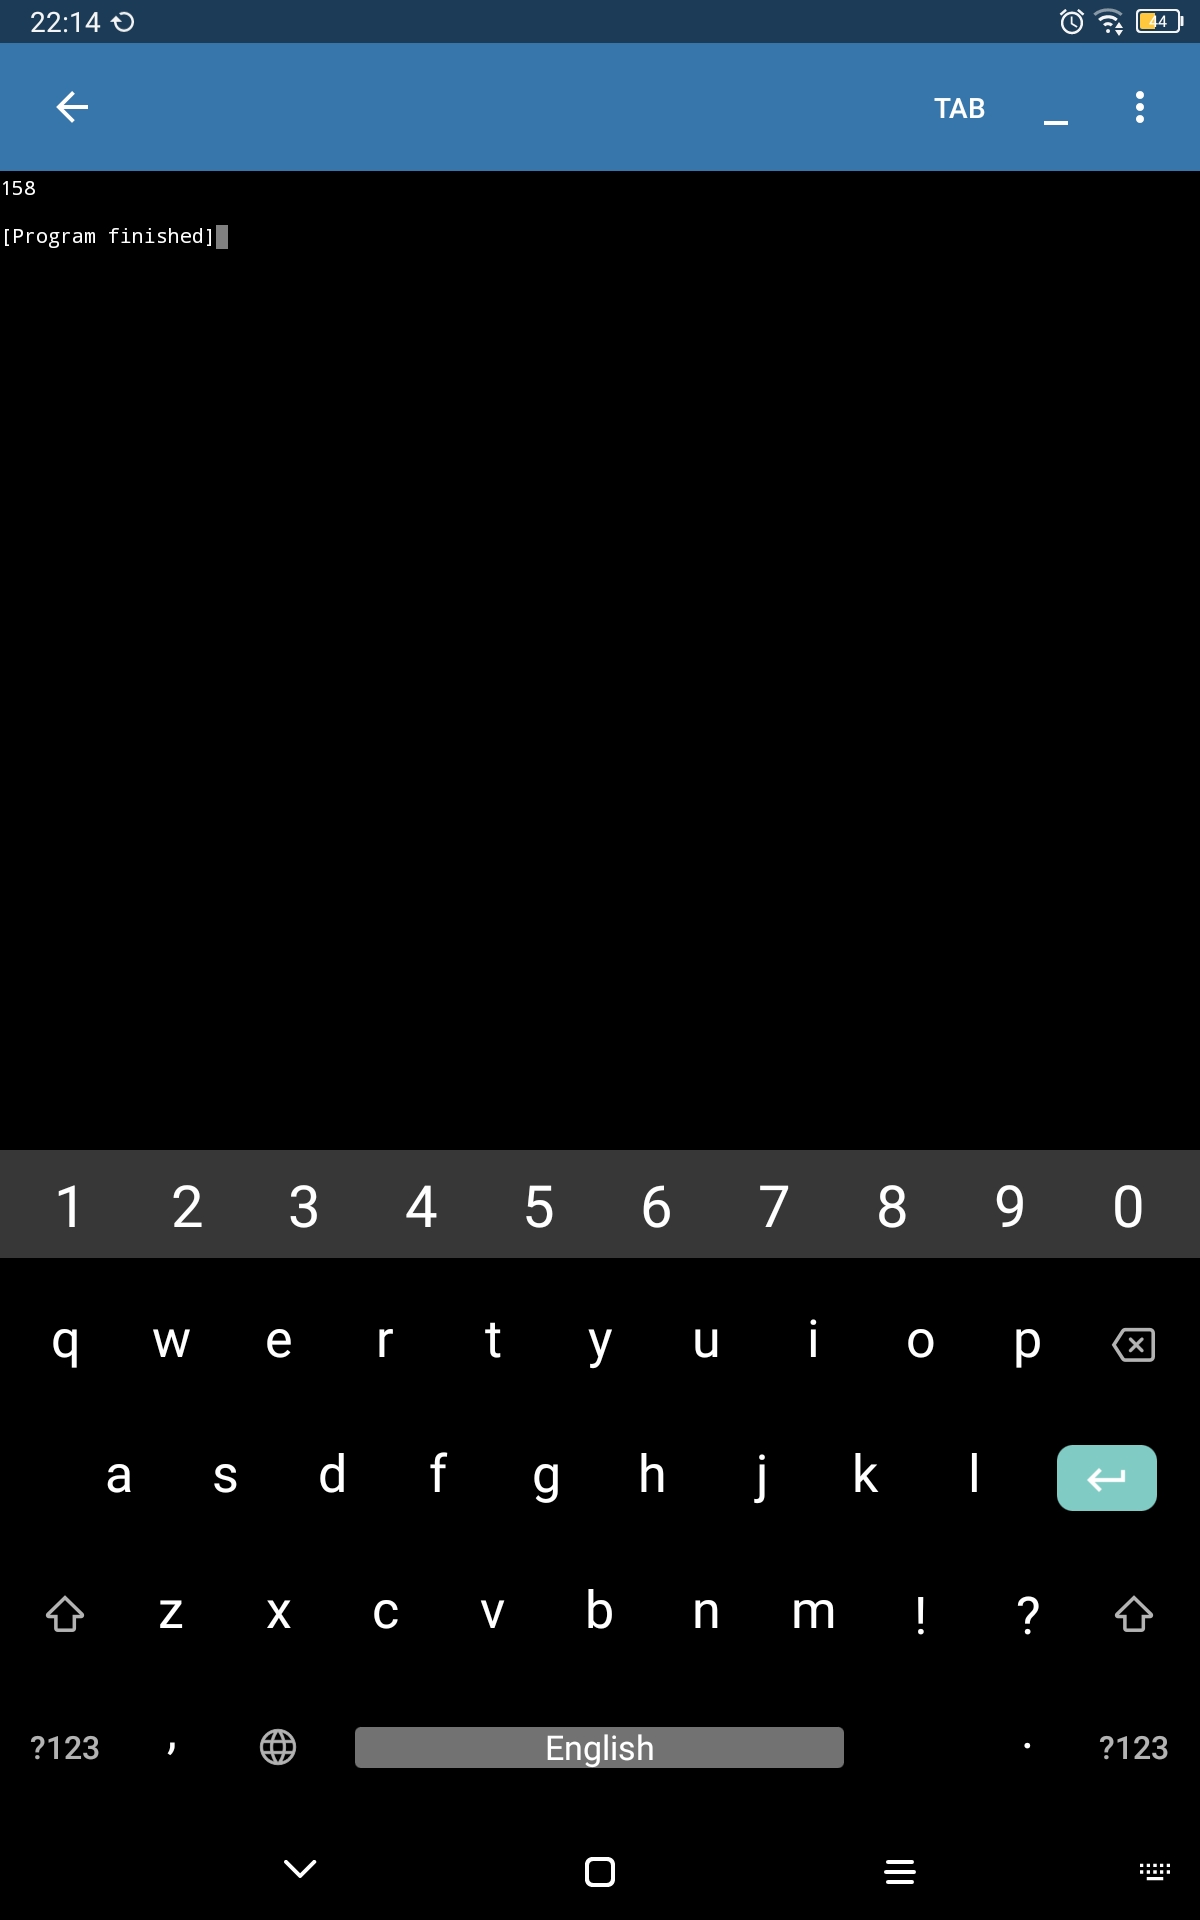 22:14
44
TAB
158
[Program finished]
1 2 3 4 5 6 7 8 9 0
q w e r t y u i o p
a s d f g h j k l
z x c v b n m ! ?
?123 , English . ?123